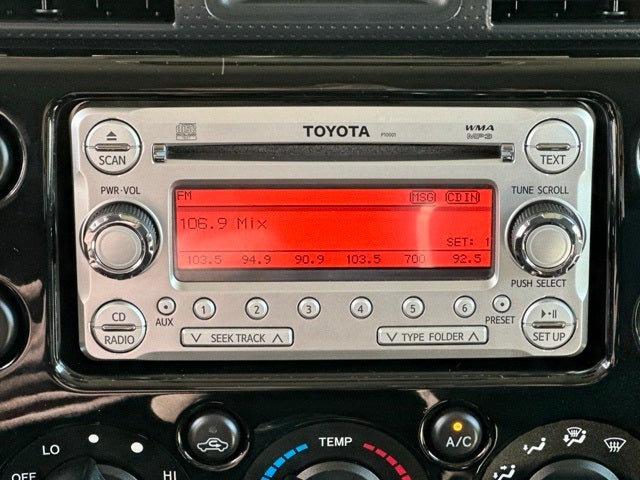 TOYOTA P10001 WMA
MP3
SCAN
TEXT
PWR·VOL
TUNE SCROLL
FM MSG CD IN
106.9 Mix
SET: 1
103.5 94.9 90.9 103.5 700 92.5
PUSH SELECT
CD
RADIO
AUX
1 2 3 4 5 6
PRESET
SET UP
SEEK TRACK
TYPE FOLDER
LO
OFF
HI
TEMP
A/C